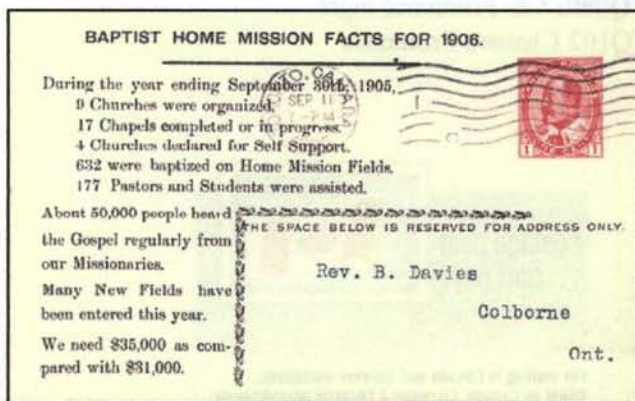 BAPTIST HOME MISSION FACTS FOR 1906.
During the year ending September 30th, 1905,
9 Churches were organized.
17 Chapels completed or in progress.
4 Churches declared for Self Support.
632 were baptized on Home Mission Fields.
177 Pastors and Students were assisted.
CANADA
SEP 11
1
1
About 50,000 people heard
the Gospel regularly from
our Missionaries.
Many New Fields have
been entered this year.
We need $35,000 as com-
pared with $31,000.
THE SPACE BELOW IS RESERVED FOR ADDRESS ONLY.
Rev. B. Davies
Colborne
Ont.